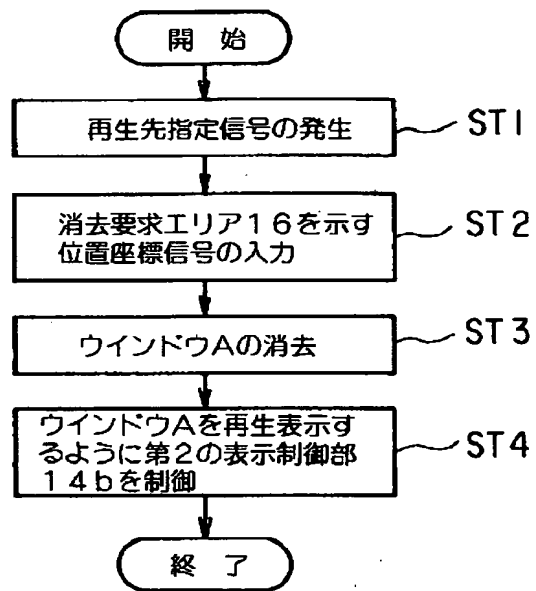 開 始
再生先指定信号の発生
ST1
消去要求エリア16を示す
位置座標信号の入力
ST2
ウインドウAの消去
ST3
ウインドウAを再生表示す
るように第2の表示制御部
14bを制御
ST4
終 了